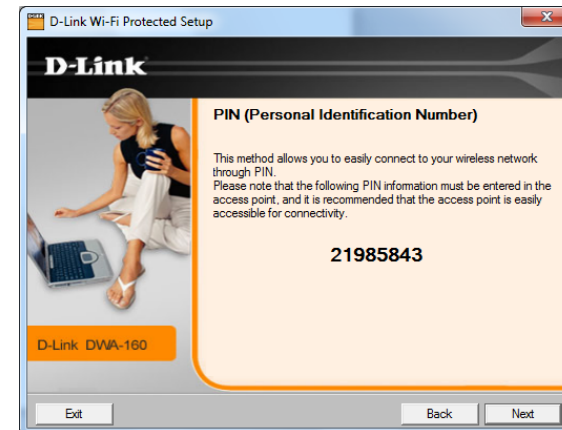 D-Link Wi-Fi Protected Setup
D-Link
PIN (Personal Identification Number)
This method allows you to easily connect to your wireless network
through PIN.
Please note that the following PIN information must be entered in the
access point, and it is recommended that the access point is easily
accessible for connectivity.
21985843
D-Link DWA-160
Exit
Back
Next